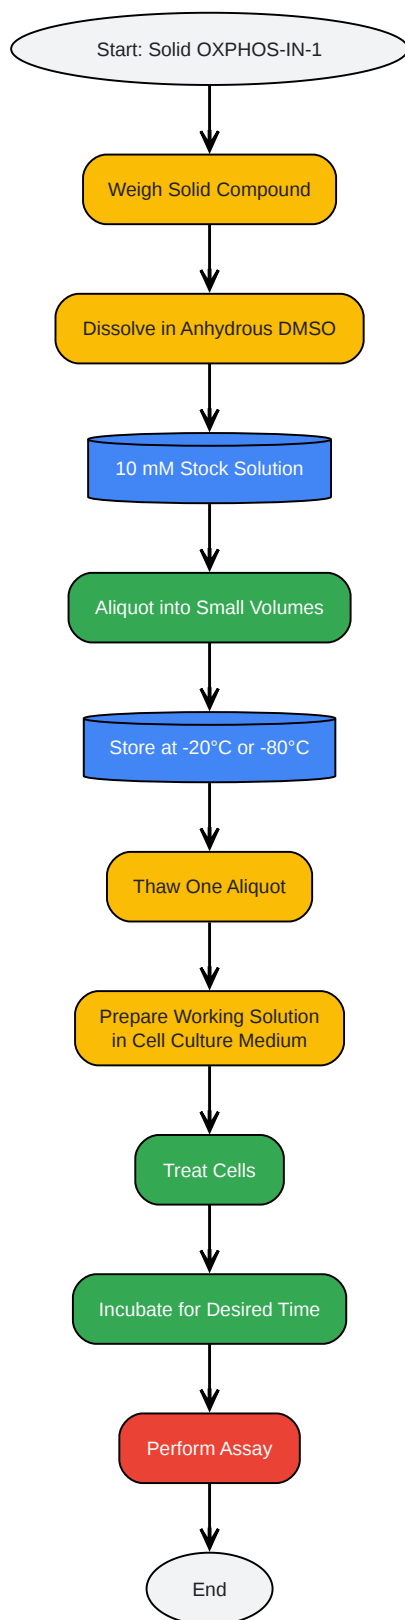 Start: Solid OXPHOS-IN-1
Weigh Solid Compound
Dissolve in Anhydrous DMSO
10 mM Stock Solution
Aliquot into Small Volumes
Store at -20°C or -80°C
Thaw One Aliquot
Prepare Working Solution
in Cell Culture Medium
Treat Cells
Incubate for Desired Time
Perform Assay
End